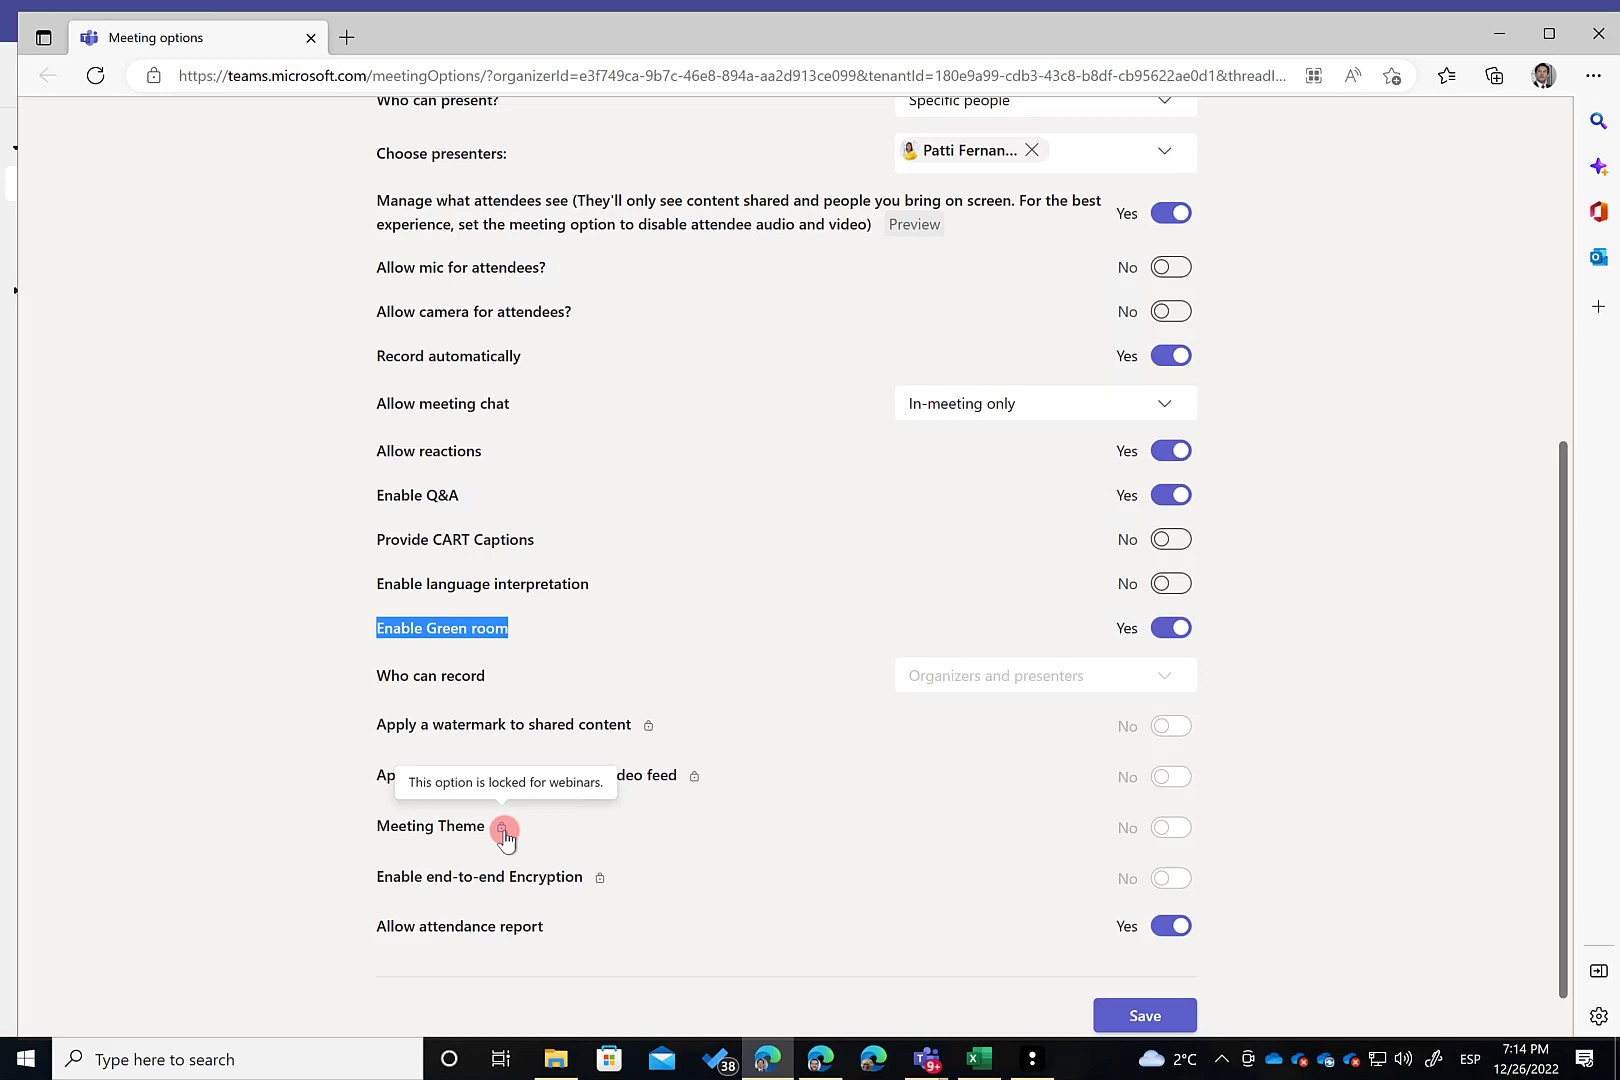 Meeting options
https://teams.microsoft.com/meetingOptions/?organizerId=e3f749ca-9b7c-46e8-894a-aa2d913ce099&tenantId=180e9a99-cdb3-43c8-b8df-cb95622ae0d1&threadI...
Who can present?
Specific people
Choose presenters:
Patti Fernan...
Manage what attendees see (They'll only see content shared and people you bring on screen. For the best
experience, set the meeting option to disable attendee audio and video) Preview
Yes
Allow mic for attendees?
No
Allow camera for attendees?
No
Record automatically
Yes
Allow meeting chat
In-meeting only
Allow reactions
Yes
Enable Q&A
Yes
Provide CART Captions
No
Enable language interpretation
No
Enable Green room
Yes
Who can record
Organizers and presenters
Apply a watermark to shared content
No
Ap
deo feed
No
This option is locked for webinars.
Meeting Theme
No
Enable end-to-end Encryption
No
Allow attendance report
Yes
Save
Type here to search
38
9+
2°C
ESP
7:14 PM
12/26/2022